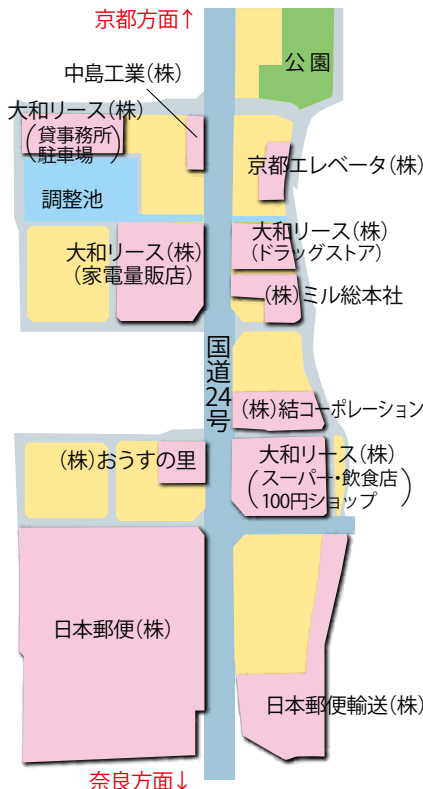 京都方面↑
公園
中島工業(株)
大和リース(株)
(貸事務所
駐車場)
京都エレベータ(株)
調整池
大和リース(株)
(ドラッグストア)
大和リース(株)
(家電量販店)
(株)ミル総本社
国道24号
(株)結コーポレーション
(株)おうすの里
大和リース(株)
(スーパー・飲食店
100円ショップ)
日本郵便(株)
日本郵便輸送(株)
奈良方面↓